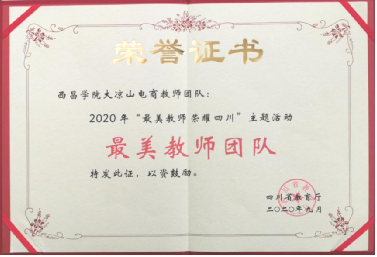 荣誉证书
西昌学院大凉山电商教师团队：
2020年“最美教师荣耀四川”主题活动
最美教师团队
特发此证，以资鼓励。
四川省教育厅
二〇二〇年九月